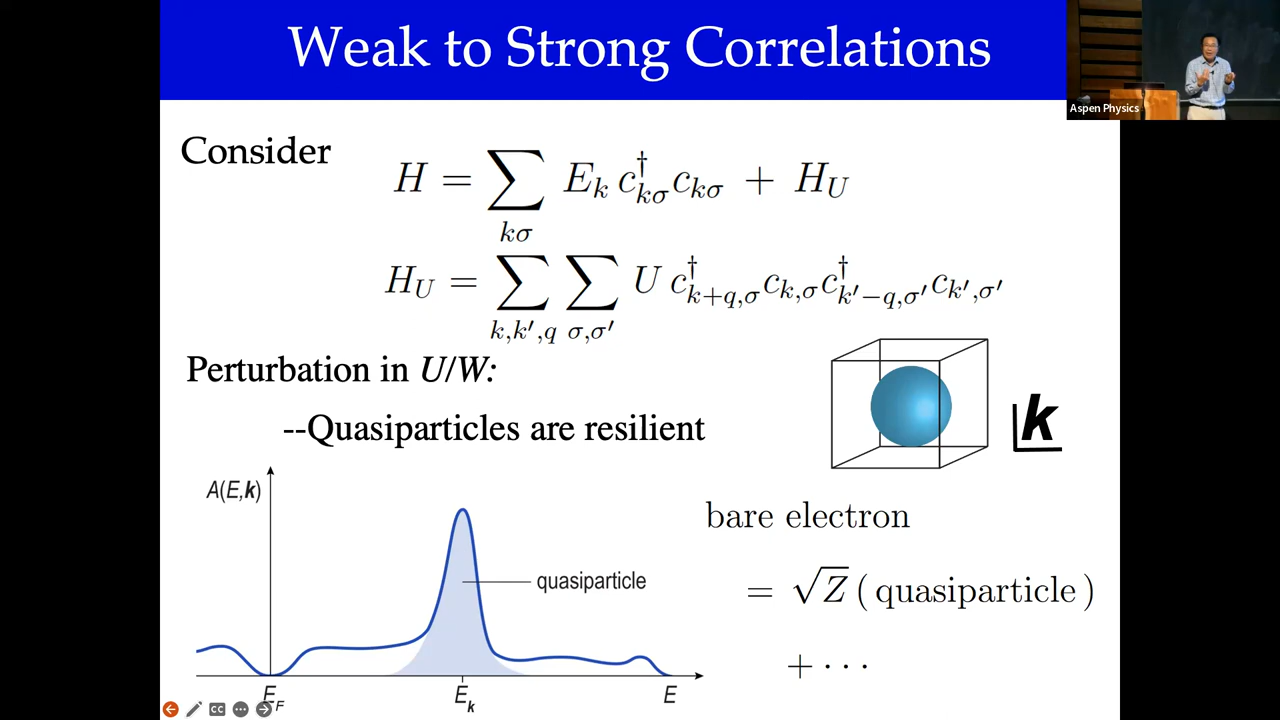 Weak to Strong Correlations
Aspen Physics
Consider
H = ∑ E_k c†_{kσ} c_{kσ} + H_U
kσ
H_U = ∑ ∑ U c†_{k+q,σ} c_{k,σ} c†_{k′−q,σ′} c_{k′,σ′}
k,k′,q σ,σ′
Perturbation in U/W:
--Quasiparticles are resilient
k
A(E,k)
bare electron
quasiparticle
= √Z ( quasiparticle )
+ · · ·
E_F
E_k
E
CC